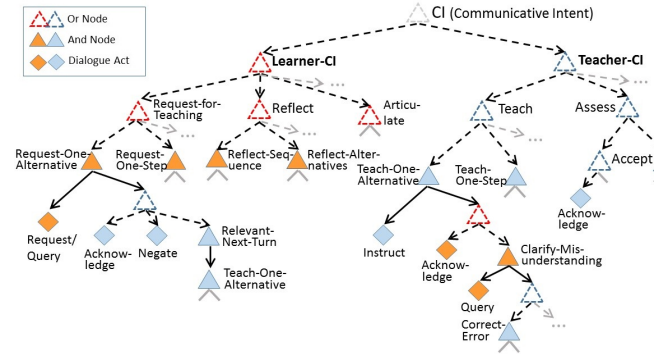 CI (Communicative Intent)
Or Node
And Node
Dialogue Act
Learner-CI
Teacher-CI
...
...
Request-for-
Teaching
Reflect
Articu-
late
Teach
Assess
...
...
...
...
Request-One-
Alternative
Request-
One-Step
Reflect-Seq-
uence
Reflect-Alter-
natives
Teach-One-
Alternative
Teach-
One-Step
Accept
Acknow-
ledge
Request/
Query
Acknow-
ledge
Negate
Relevant-
Next-Turn
Teach-One-
Alternative
Instruct
Acknow-
ledge
Clarify-Mis-
understanding
Query
Correct-
Error
...